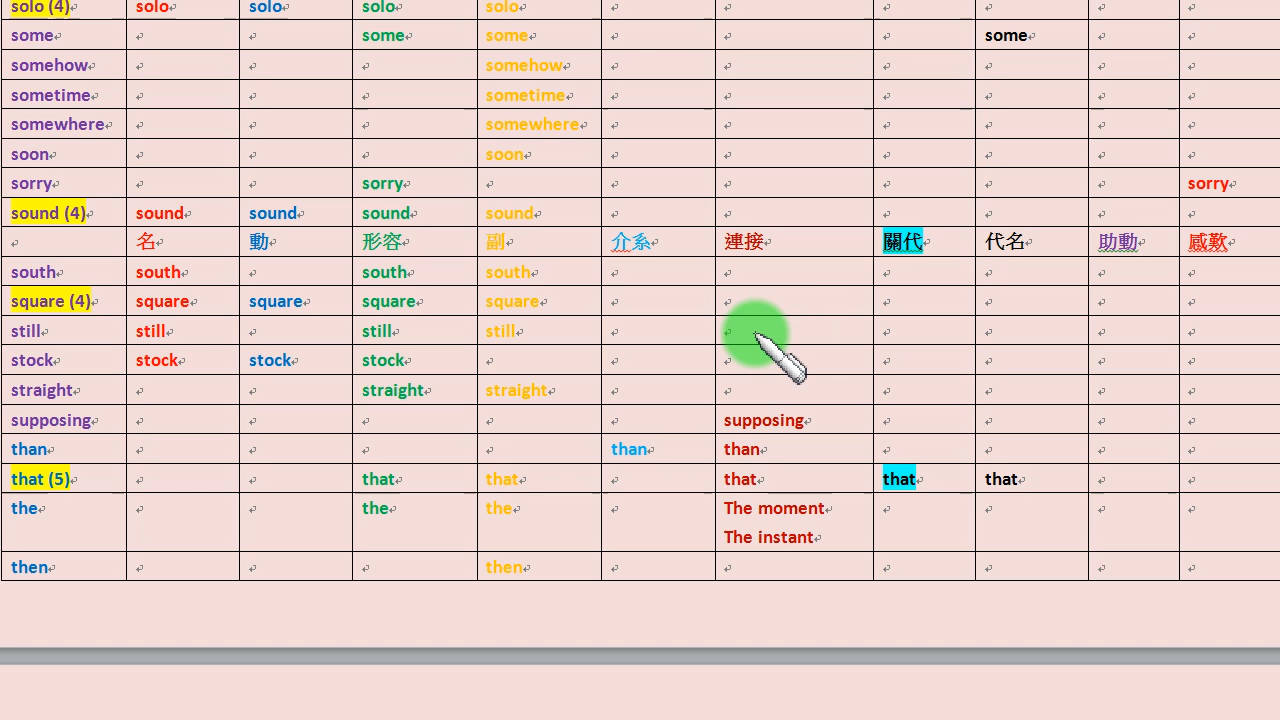 solo (4) solo solo solo solo
some some some some
somehow somehow
sometime sometime
somewhere somewhere
soon soon
sorry sorry sorry
sound (4) sound sound sound sound
名 動 形容 副 介系 連接 關代 代名 助動 感歎
south south south south
square (4) square square square square
still still still still
stock stock stock stock
straight straight straight
supposing supposing
than than than
that (5) that that that that that
the the the The moment
The instant
then then